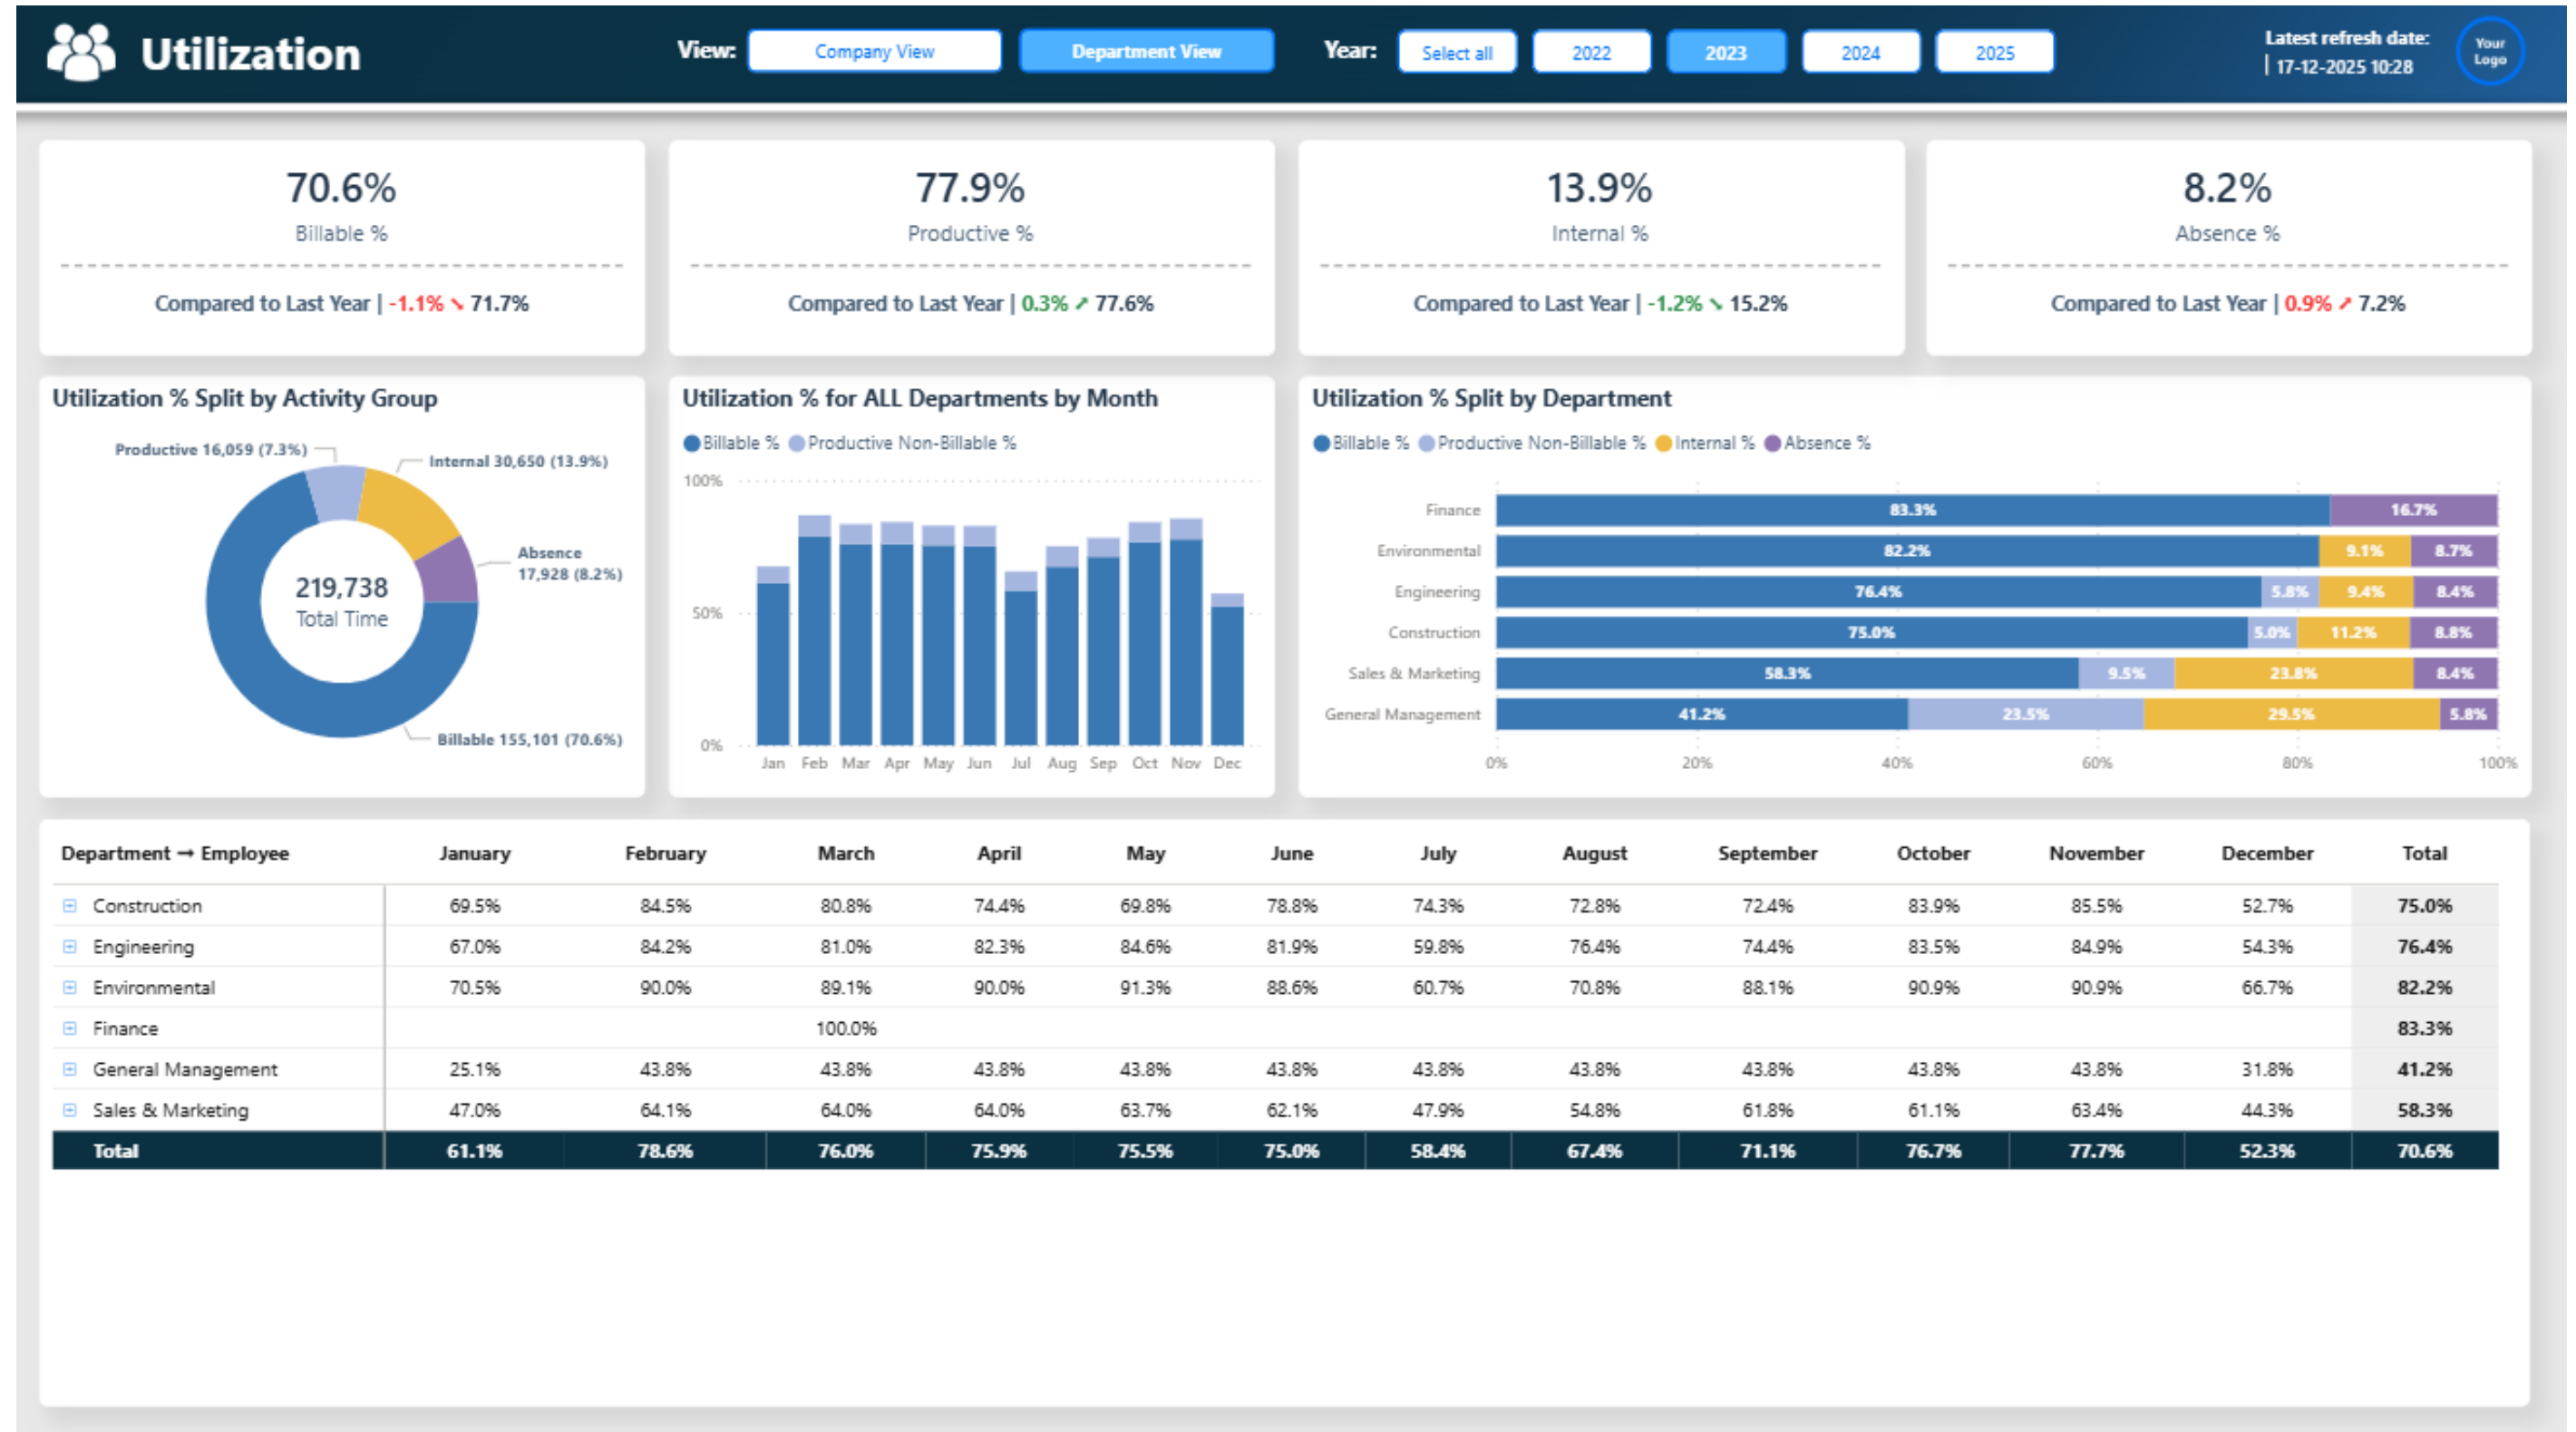 Utilization
View: Company View Department View Year: Select all 2022 2023 2024 2025
Latest refresh date:
17-12-2025 10:28
Your
Logo
70.6%
Billable %
Compared to Last Year | -1.1% ↘ 71.7%
77.9%
Productive %
Compared to Last Year | 0.3% ↗ 77.6%
13.9%
Internal %
Compared to Last Year | -1.2% ↘ 15.2%
8.2%
Absence %
Compared to Last Year | 0.9% ↗ 7.2%
Utilization % Split by Activity Group
Productive 16,059 (7.3%)
Internal 30,650 (13.9%)
Absence
17,928 (8.2%)
219,738
Total Time
Billable 155,101 (70.6%)
Utilization % for ALL Departments by Month
Billable % Productive Non-Billable %
100%
50%
0%
Jan Feb Mar Apr May Jun Jul Aug Sep Oct Nov Dec
Utilization % Split by Department
Billable % Productive Non-Billable % Internal % Absence %
Finance 83.3% 16.7%
Environmental 82.2% 9.1% 8.7%
Engineering 76.4% 5.8% 9.4% 8.4%
Construction 75.0% 5.0% 11.2% 8.8%
Sales & Marketing 58.3% 9.5% 23.8% 8.4%
General Management 41.2% 23.5% 29.5% 5.8%
0% 20% 40% 60% 80% 100%
Department → Employee January February March April May June July August September October November December Total
Construction 69.5% 84.5% 80.8% 74.4% 69.8% 78.8% 74.3% 72.8% 72.4% 83.9% 85.5% 52.7% 75.0%
Engineering 67.0% 84.2% 81.0% 82.3% 84.6% 81.9% 59.8% 76.4% 74.4% 83.5% 84.9% 54.3% 76.4%
Environmental 70.5% 90.0% 89.1% 90.0% 91.3% 88.6% 60.7% 70.8% 88.1% 90.9% 90.9% 66.7% 82.2%
Finance 100.0% 83.3%
General Management 25.1% 43.8% 43.8% 43.8% 43.8% 43.8% 43.8% 43.8% 43.8% 43.8% 43.8% 31.8% 41.2%
Sales & Marketing 47.0% 64.1% 64.0% 64.0% 63.7% 62.1% 47.9% 54.8% 61.8% 61.1% 63.4% 44.3% 58.3%
Total 61.1% 78.6% 76.0% 75.9% 75.5% 75.0% 58.4% 67.4% 71.1% 76.7% 77.7% 52.3% 70.6%